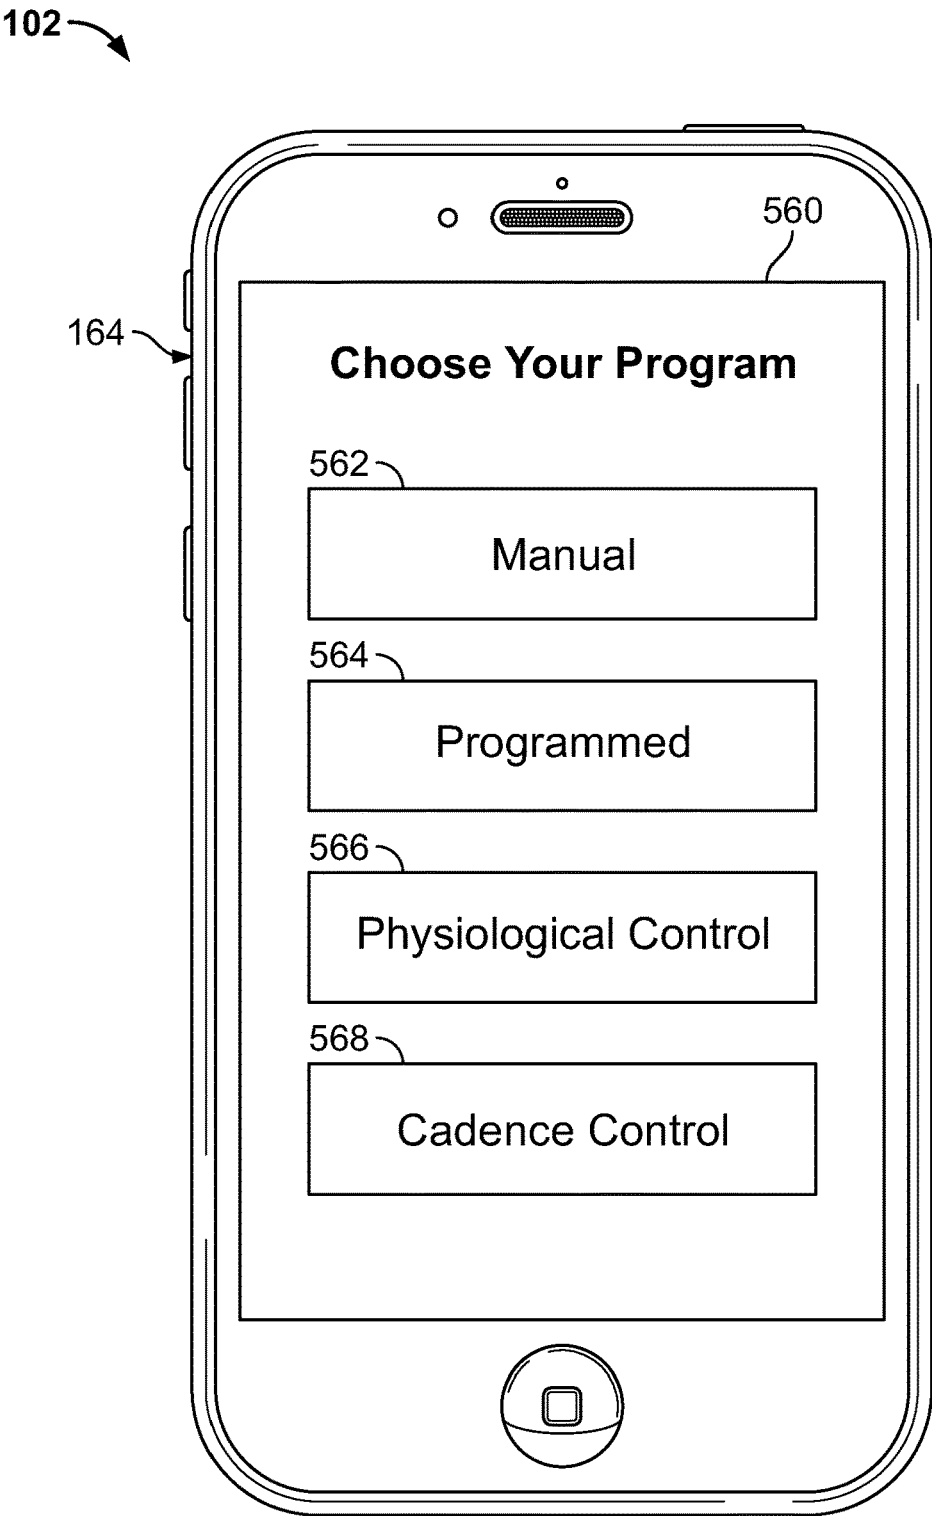 102
560
164
Choose Your Program
562
Manual
564
Programmed
566
Physiological Control
568
Cadence Control